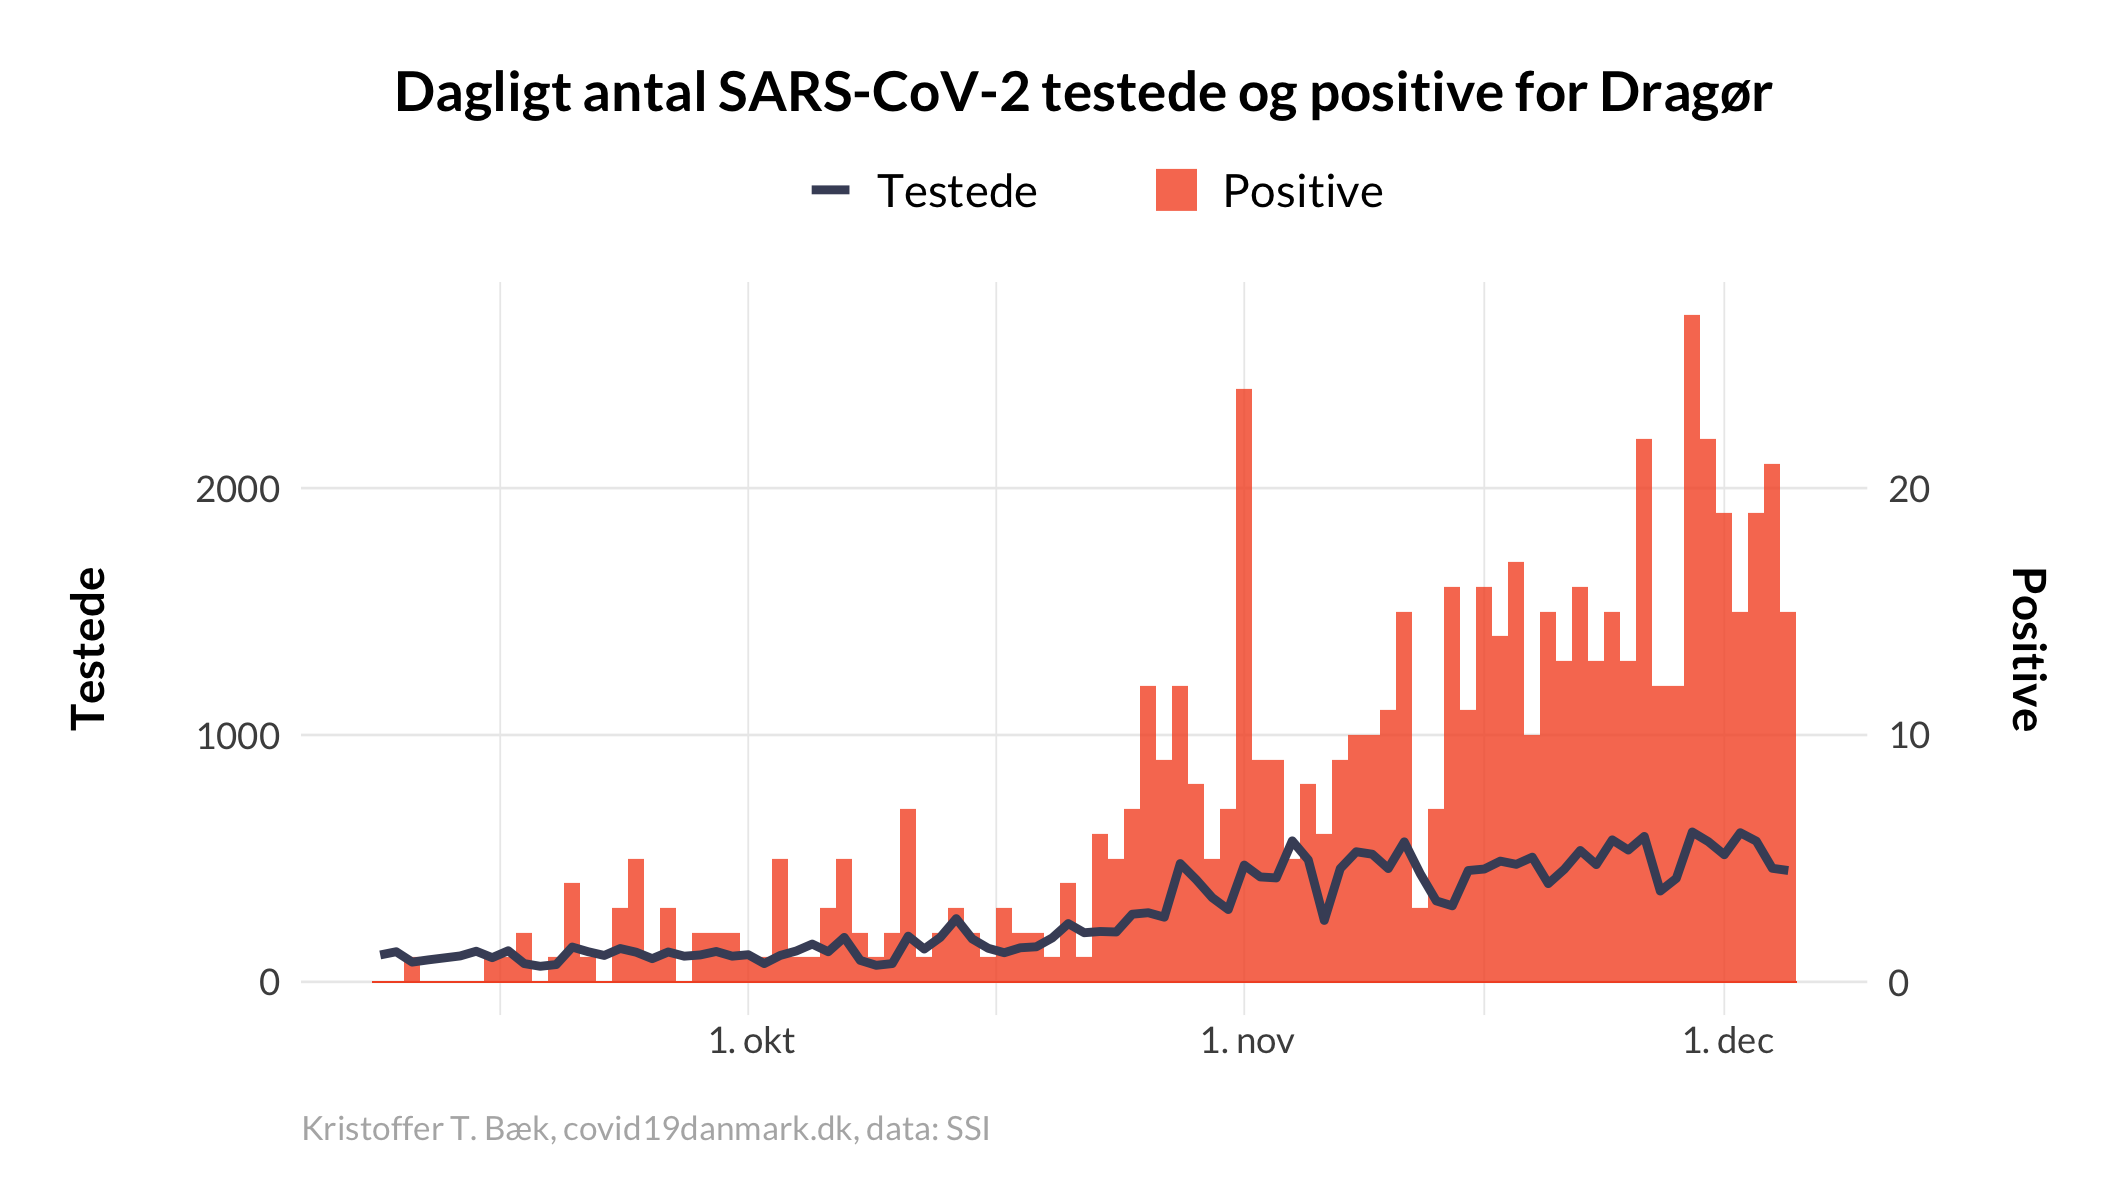 Dagligt antal SARS-CoV-2 testede og positive for Dragør
Testede
Positive
2000
1000
0
Testede
20
10
0
Positive
1. okt
1. nov
1. dec
Kristoffer T. Bæk, covid19danmark.dk, data: SSI